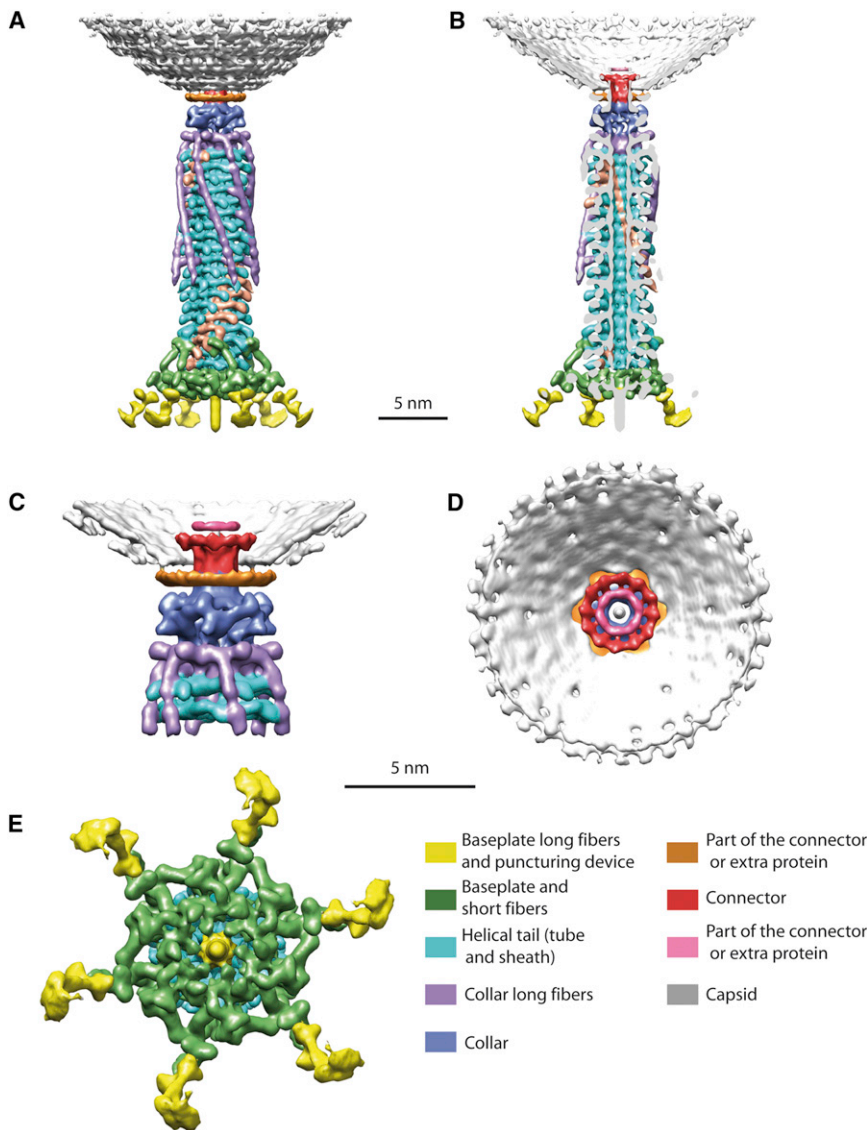 A
B
5 nm
C
D
5 nm
E
Baseplate long fibers
and puncturing device
Baseplate and
short fibers
Helical tail (tube
and sheath)
Collar long fibers
Collar
Part of the connector
or extra protein
Connector
Part of the connector
or extra protein
Capsid